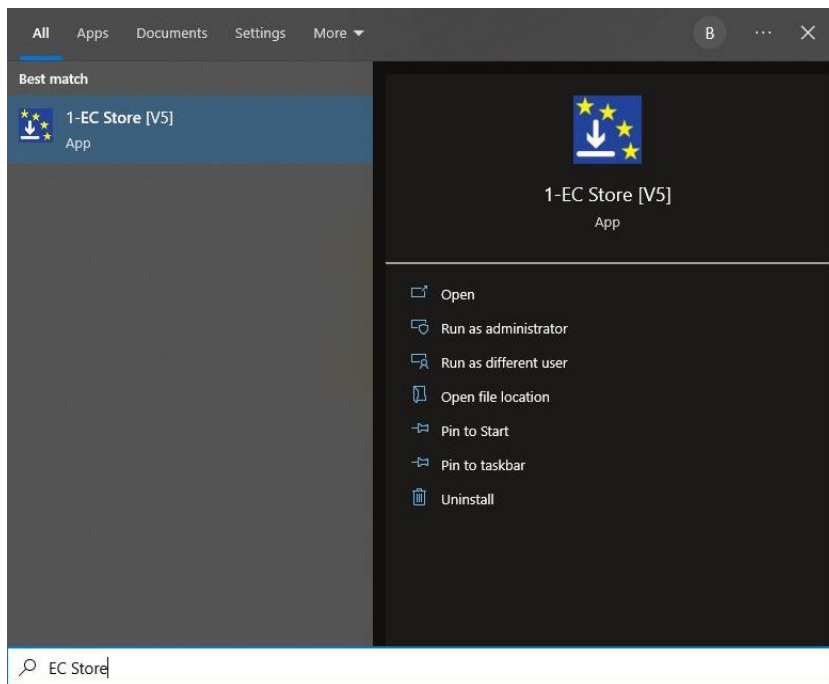 All Apps Documents Settings More B ...
Best match
1-EC Store [V5]
App
1-EC Store [V5]
App
Open
Run as administrator
Run as different user
Open file location
Pin to Start
Pin to taskbar
Uninstall
EC Store